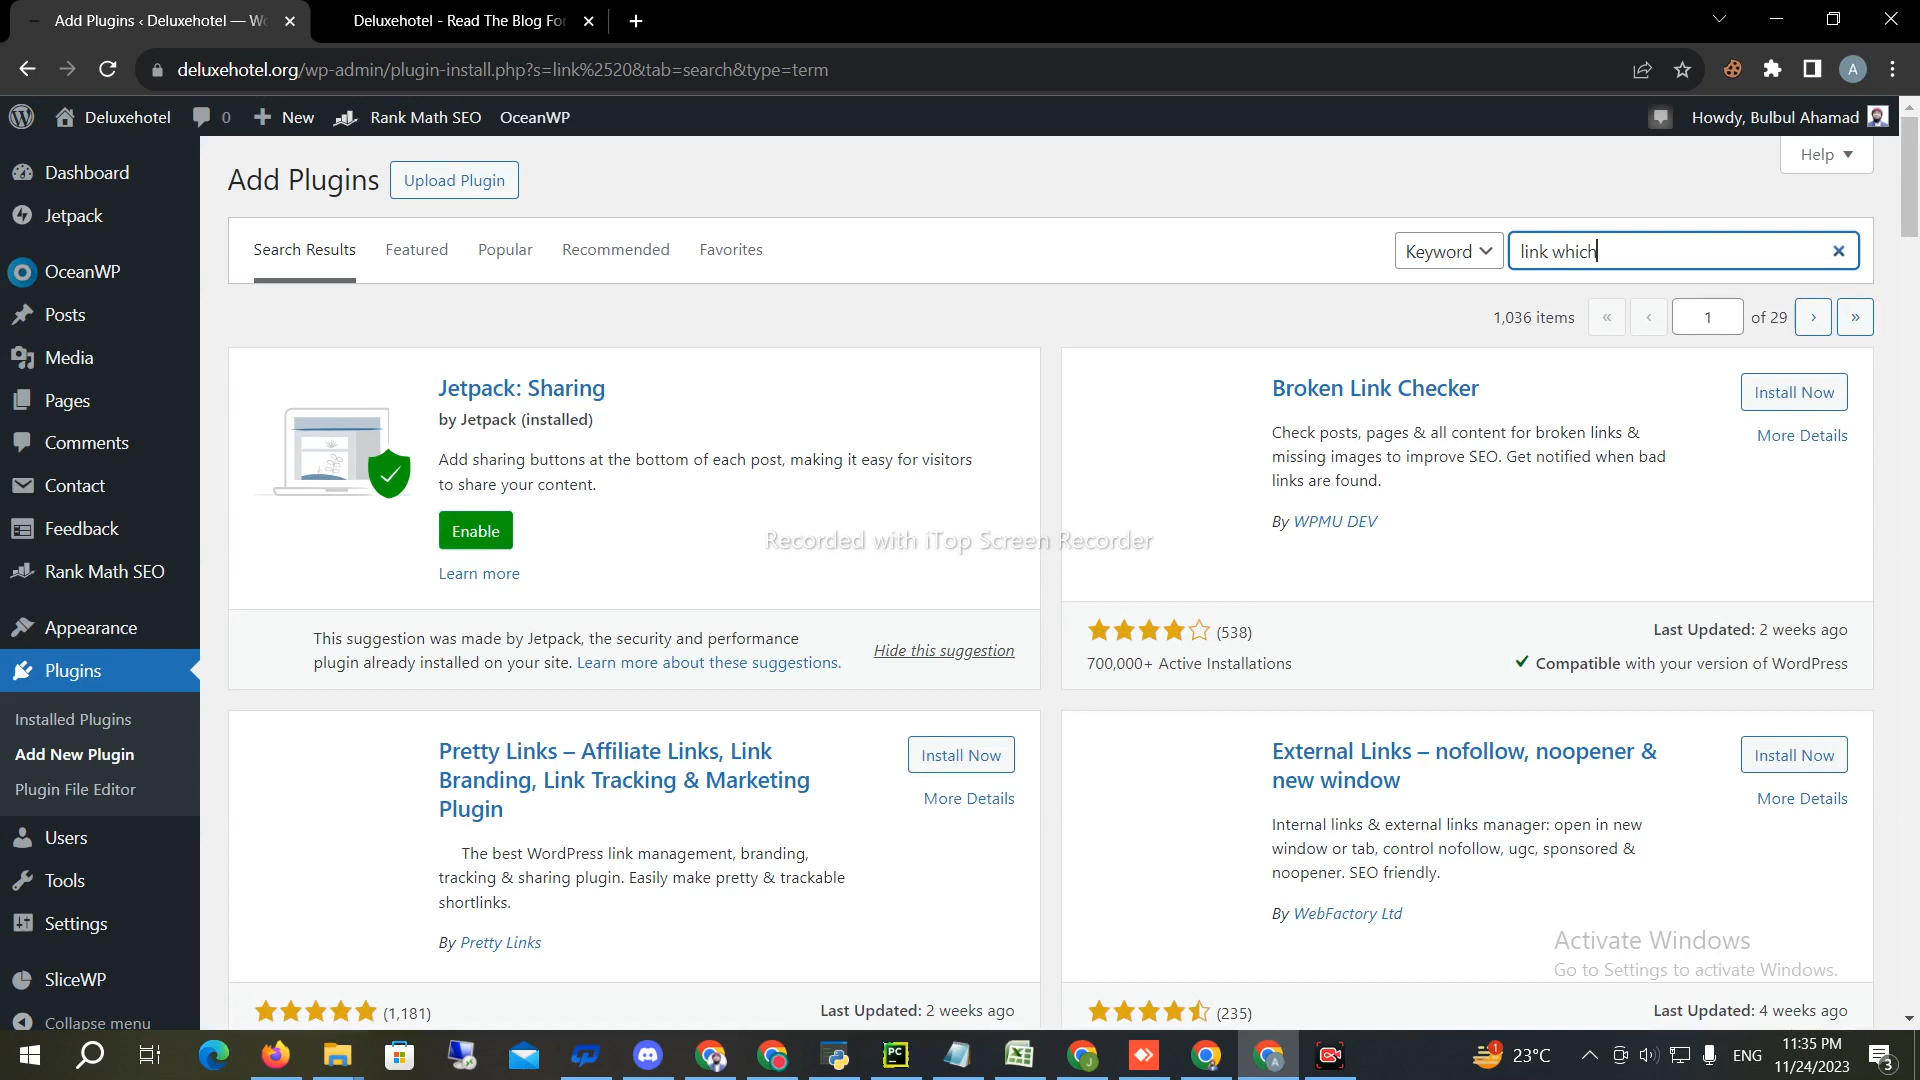 Add Plugins ‹ Deluxehotel — Wo
Deluxehotel - Read The Blog For
deluxehotel.org/wp-admin/plugin-install.php?s=link%2520&tab=search&type=term
A
Deluxehotel
0
New
Rank Math SEO
OceanWP
Howdy, Bulbul Ahamad
Dashboard
Jetpack
OceanWP
Posts
Media
Pages
Comments
Contact
Feedback
Rank Math SEO
Appearance
Plugins
Installed Plugins
Add New Plugin
Plugin File Editor
Users
Tools
Settings
SliceWP
Collapse menu
Help
Add Plugins
Upload Plugin
Search Results
Featured
Popular
Recommended
Favorites
Keyword
link which
1,036 items
«
‹
1
of 29
›
»
Jetpack: Sharing
by Jetpack (installed)
Add sharing buttons at the bottom of each post, making it easy for visitors
to share your content.
Enable
Learn more
This suggestion was made by Jetpack, the security and performance
plugin already installed on your site. Learn more about these suggestions.
Hide this suggestion
Broken Link Checker
Install Now
More Details
Check posts, pages & all content for broken links &
missing images to improve SEO. Get notified when bad
links are found.
By WPMU DEV
(538)
700,000+ Active Installations
Last Updated: 2 weeks ago
Compatible with your version of WordPress
Recorded with iTop Screen Recorder
Pretty Links – Affiliate Links, Link
Branding, Link Tracking & Marketing
Plugin
Install Now
More Details
The best WordPress link management, branding,
tracking & sharing plugin. Easily make pretty & trackable
shortlinks.
By Pretty Links
(1,181)
Last Updated: 2 weeks ago
External Links – nofollow, noopener &
new window
Install Now
More Details
Internal links & external links manager: open in new
window or tab, control nofollow, ugc, sponsored &
noopener. SEO friendly.
By WebFactory Ltd
(235)
Last Updated: 4 weeks ago
Activate Windows
Go to Settings to activate Windows.
PC
J
A
1
23°C
ENG
11:35 PM
11/24/2023
3